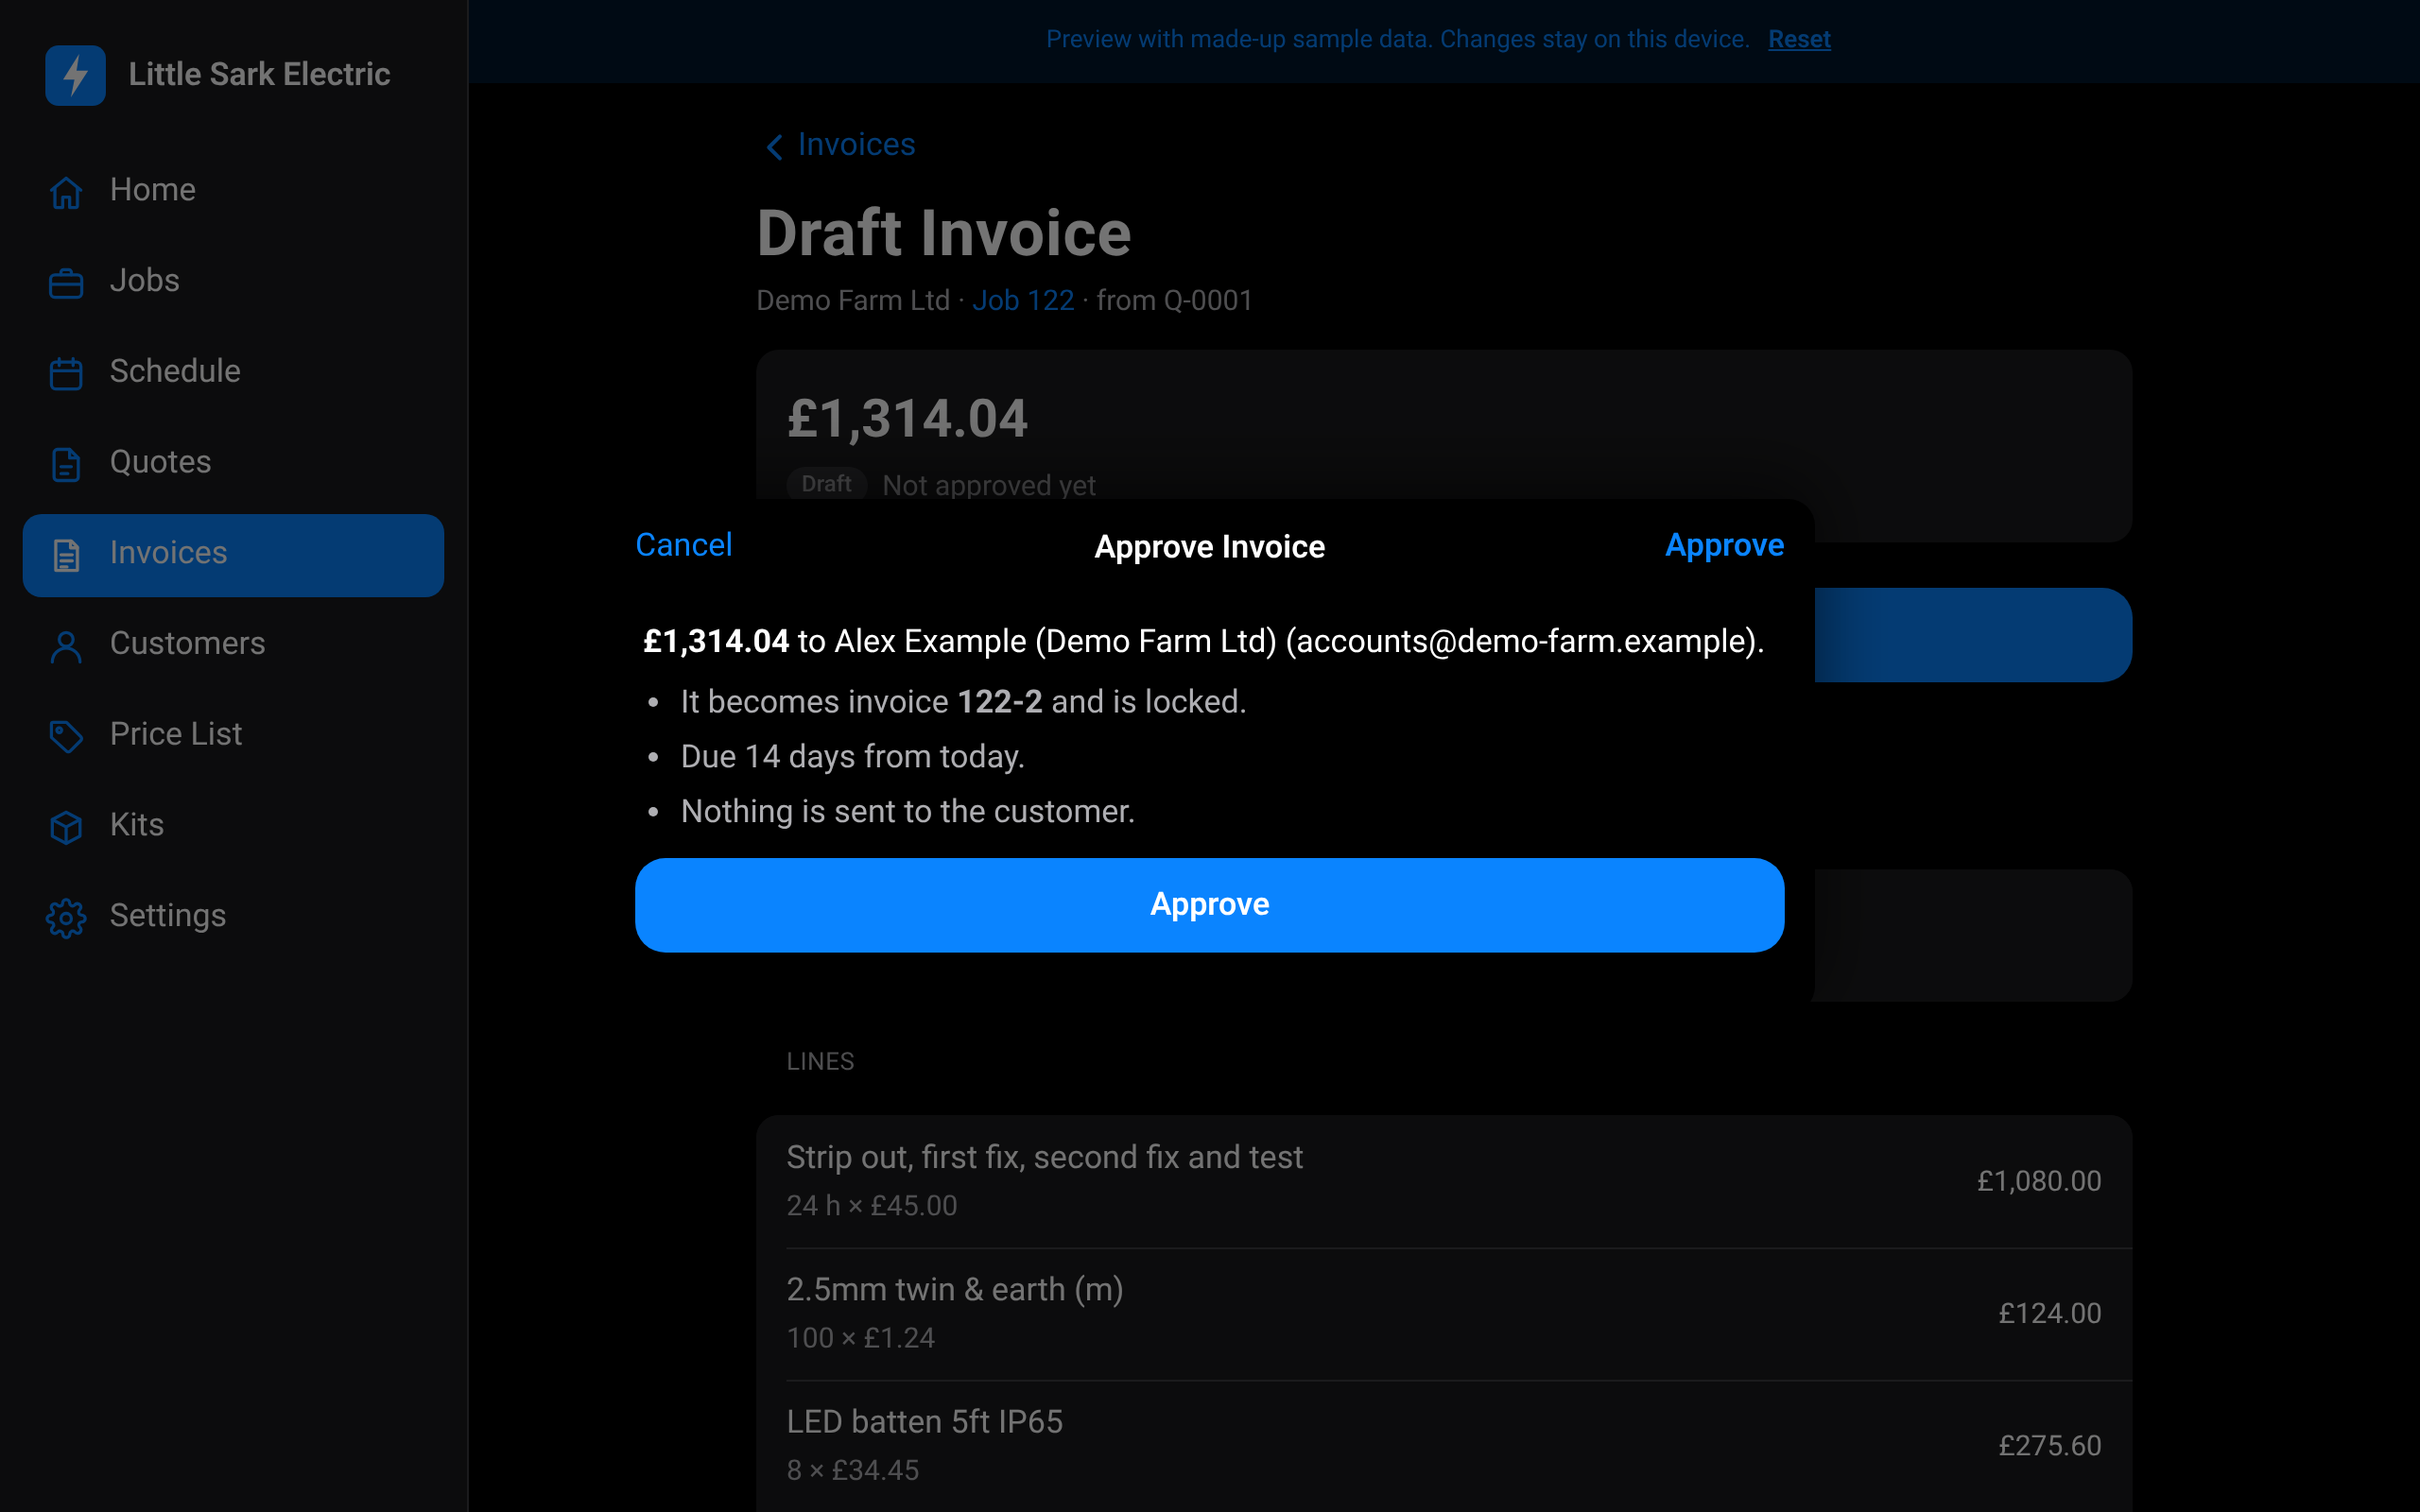 Little Sark Electric
Home
Jobs
Schedule
Quotes
Invoices
Customers
Price List
Kits
Settings
Preview with made-up sample data. Changes stay on this device. Reset
Invoices
Draft Invoice
Demo Farm Ltd · Job 122 · from Q-0001
£1,314.04
Draft Not approved yet
Cancel Approve Invoice Approve
£1,314.04 to Alex Example (Demo Farm Ltd) (accounts@demo-farm.example).
• It becomes invoice 122-2 and is locked.
• Due 14 days from today.
• Nothing is sent to the customer.
Approve
LINES
Strip out, first fix, second fix and test
24 h × £45.00
£1,080.00
2.5mm twin & earth (m)
100 × £1.24
£124.00
LED batten 5ft IP65
8 × £34.45
£275.60